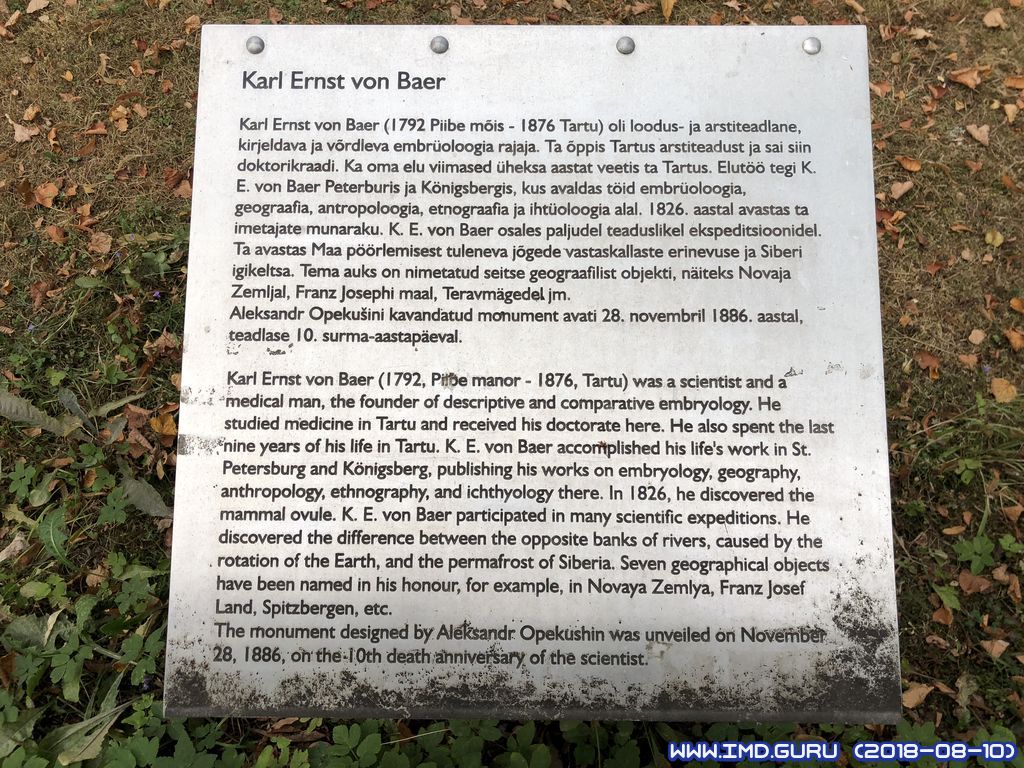 Karl Ernst von Baer
Karl Ernst von Baer (1792 Piibe mõis - 1876 Tartu) oli loodus- ja arstiteadlane,
kirjeldava ja võrdleva embrüoloogia rajaja. Ta õppis Tartus arstiteadust ja sai siin
doktorikraadi. Ka oma elu viimased üheksa aastat veetis ta Tartus. Elutöö tegi K.
E. von Baer Peterburis ja Königsbergis, kus avaldas töid embrüoloogia,
geograafia, antropoloogia, etnograafia ja ihtüoloogia alal. 1826. aastal avastas ta
imetajate munaraku. K. E. von Baer osales paljudel teaduslikel ekspeditsioonidel.
Ta avastas Maa pöörlemisest tuleneva jõgede vastaskallaste erinevuse ja Siberi
igikeltsa. Tema auks on nimetatud seitse geograafilist objekti, näiteks Novaja
Zemljal, Franz Josephi maal, Teravmägedel jm.
Aleksandr Opekušini kavandatud monument avati 28. novembril 1886. aastal,
teadlase 10. surma-aastapäeval.
Karl Ernst von Baer (1792, Piibe manor - 1876, Tartu) was a scientist and a
medical man, the founder of descriptive and comparative embryology. He
studied medicine in Tartu and received his doctorate here. He also spent the last
nine years of his life in Tartu. K. E. von Baer accomplished his life's work in St.
Petersburg and Königsberg, publishing his works on embryology, geography,
anthropology, ethnography, and ichthyology there. In 1826, he discovered the
mammal ovule. K. E. von Baer participated in many scientific expeditions. He
discovered the difference between the opposite banks of rivers, caused by the
rotation of the Earth, and the permafrost of Siberia. Seven geographical objects
have been named in his honour, for example, in Novaya Zemlya, Franz Josef
Land, Spitzbergen, etc.
The monument designed by Aleksandr Opekushin was unveiled on November
28, 1886, on the 10th death anniversary of the scientist.
WWW.IMD.GURU (2018-08-10)